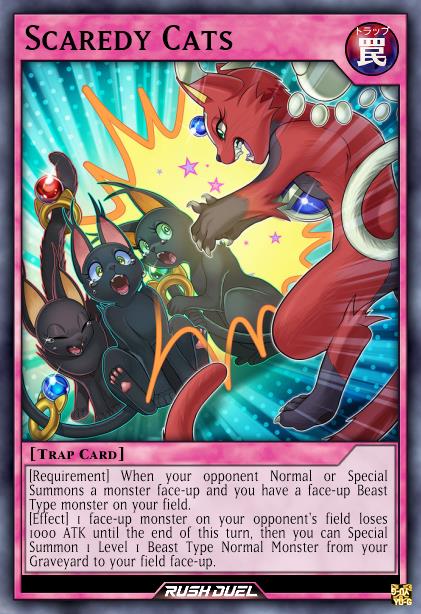 SCAREDY CATS
トラップ
罠
[TRAP CARD]
[Requirement] When your opponent Normal or Special
Summons a monster face-up and you have a face-up Beast
Type monster on your field.
[Effect] 1 face-up monster on your opponent's field loses
1000 ATK until the end of this turn, then you can Special
Summon 1 Level 1 Beast Type Normal Monster from your
Graveyard to your field face-up.
RUSH DUEL